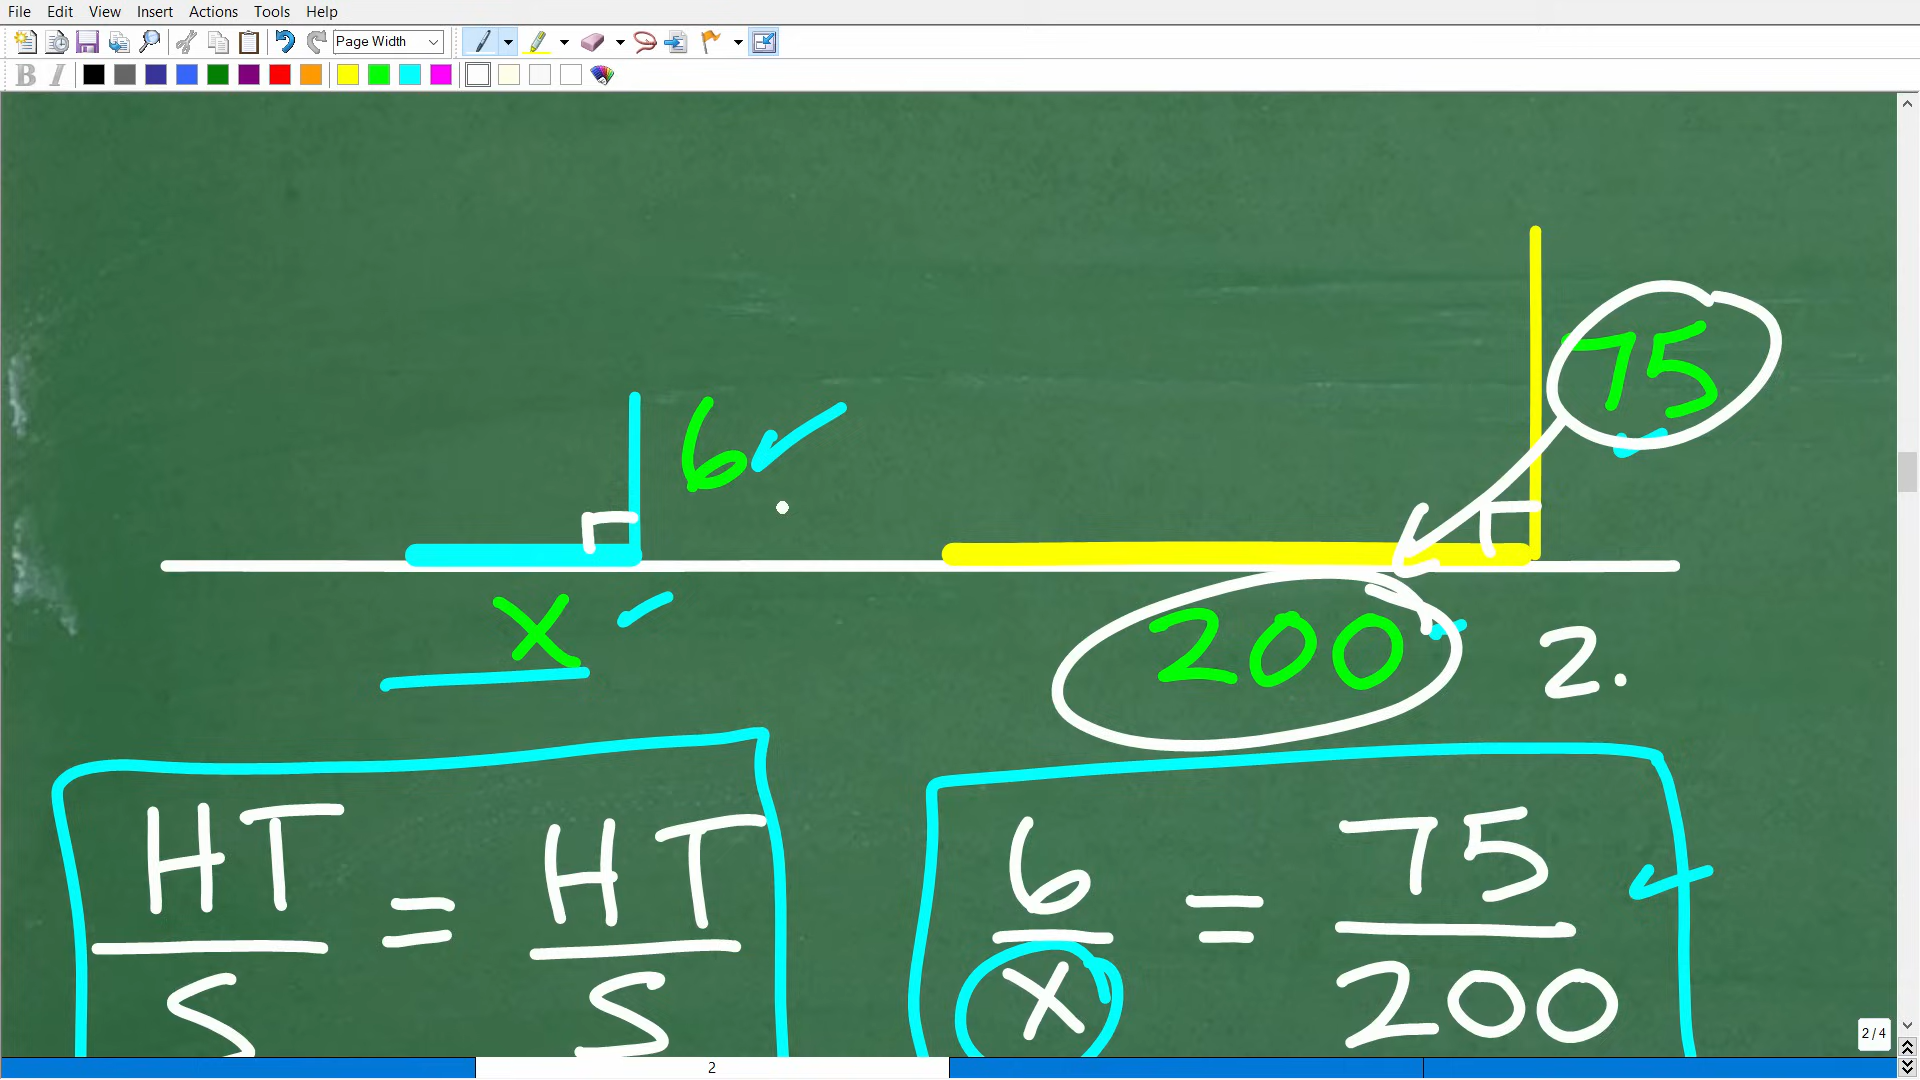 File Edit View Insert Actions Tools Help
Page Width
B I
75
6
x
200 2.
HT = HT
S S
6 = 75
x 200
2 / 4
2